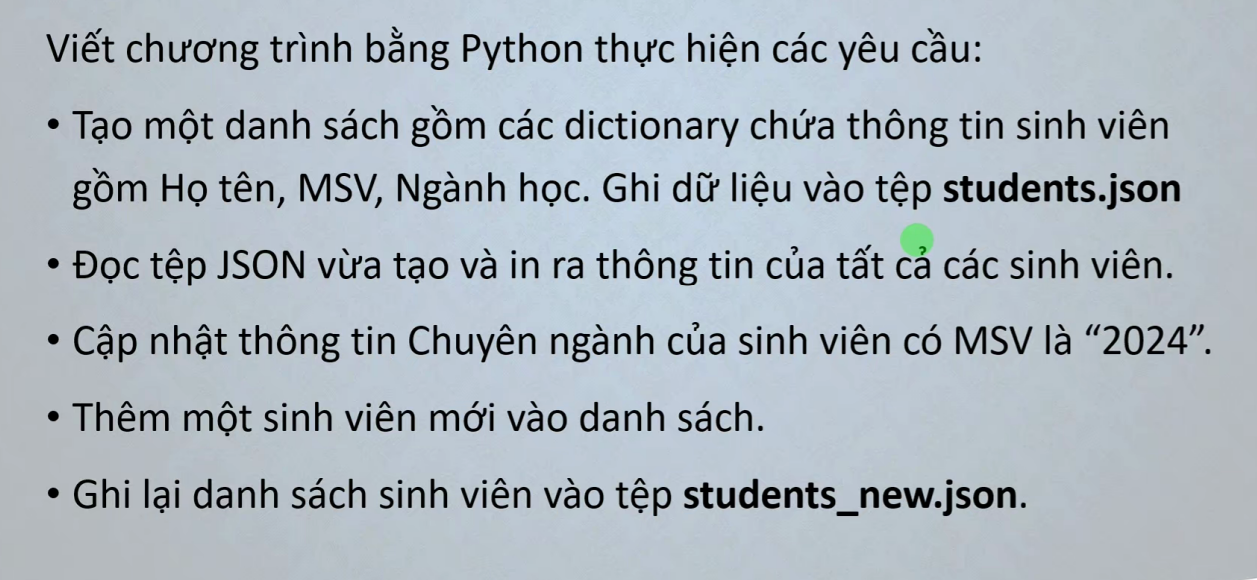 Viết chương trình bằng Python thực hiện các yêu cầu:
• Tạo một danh sách gồm các dictionary chứa thông tin sinh viên
gồm Họ tên, MSV, Ngành học. Ghi dữ liệu vào tệp students.json
• Đọc tệp JSON vừa tạo và in ra thông tin của tất cả các sinh viên.
• Cập nhật thông tin Chuyên ngành của sinh viên có MSV là “2024”.
• Thêm một sinh viên mới vào danh sách.
• Ghi lại danh sách sinh viên vào tệp students_new.json.